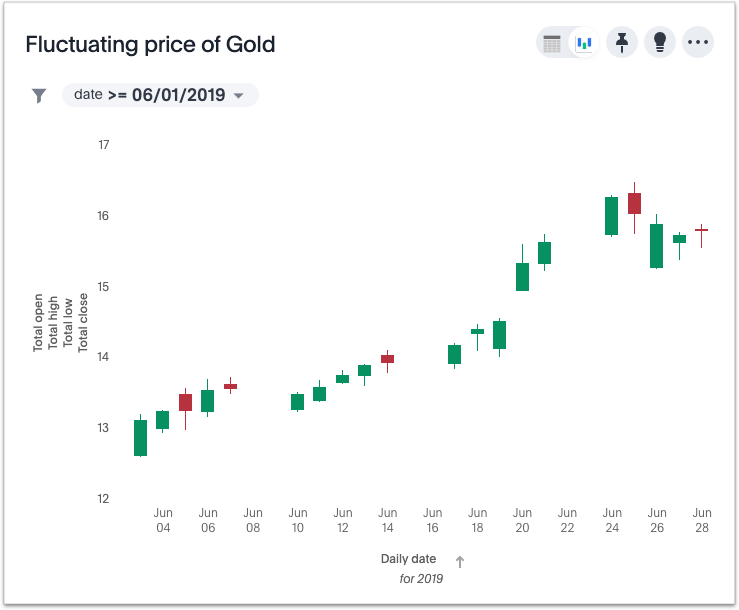 Fluctuating price of Gold
date >= 06/01/2019
17
16
15
14
13
12
Total open
Total high
Total low
Total close
Jun 04
Jun 06
Jun 08
Jun 10
Jun 12
Jun 14
Jun 16
Jun 18
Jun 20
Jun 22
Jun 24
Jun 26
Jun 28
Daily date
for 2019